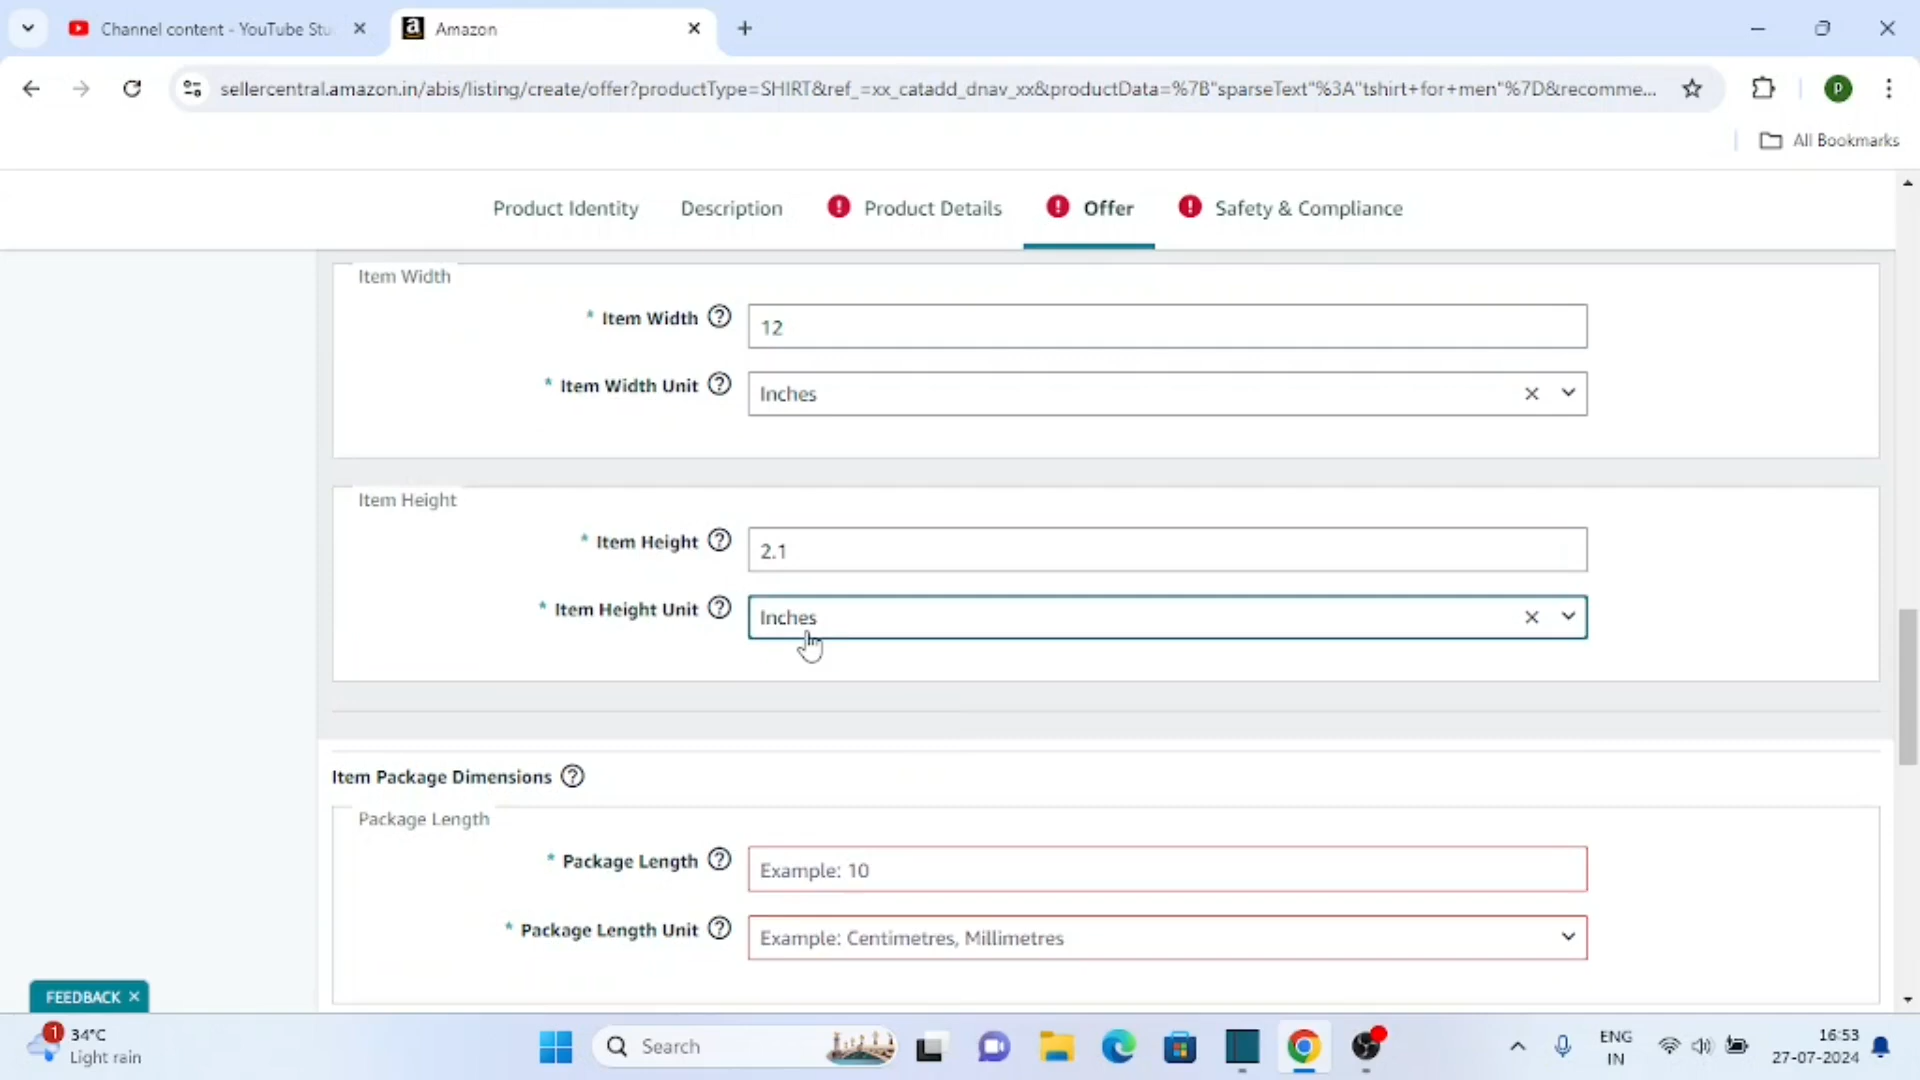 Channel content - YouTube Stu
Amazon
sellercentral.amazon.in/abis/listing/create/offer?productType=SHIRT&ref_=xx_catadd_dnav_xx&productData=%7B"sparseText"%3A"tshirt+for+men"%7D&recomme...
P
All Bookmarks
Product Identity
Description
Product Details
Offer
Safety & Compliance
Item Width
* Item Width
12
* Item Width Unit
Inches
Item Height
* Item Height
2.1
* Item Height Unit
Inches
Item Package Dimensions
Package Length
* Package Length
Example: 10
* Package Length Unit
Example: Centimetres, Millimetres
FEEDBACK
1
34°C
Light rain
Search
ENG
IN
16:53
27-07-2024